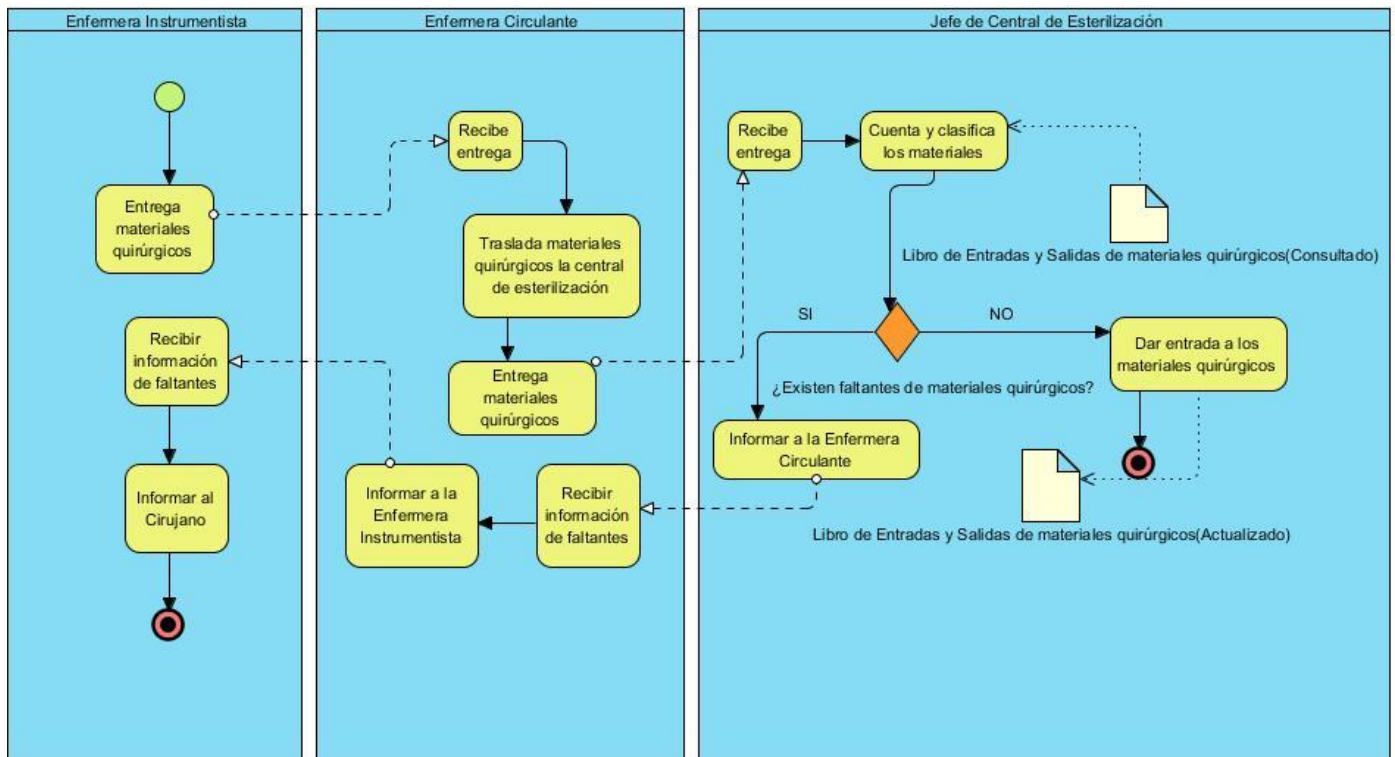 Enfermera Instrumentista
Enfermera Circulante
Jefe de Central de Esterilización
Entrega
materiales
quirúrgicos
Recibir
información
de faltantes
Informar al
Cirujano
Recibe
entrega
Traslada materiales
quirúrgicos la central
de esterilización
Entrega
materiales
quirúrgicos
Informar a la
Enfermera
Instrumentista
Recibir
información
de faltantes
Recibe
entrega
Cuenta y clasifica
los materiales
Libro de Entradas y Salidas de materiales quirúrgicos(Consultado)
SI
NO
¿Existen faltantes de materiales quirúrgicos?
Dar entrada a los
materiales quirúrgicos
Informar a la Enfermera
Circulante
Libro de Entradas y Salidas de materiales quirúrgicos(Actualizado)